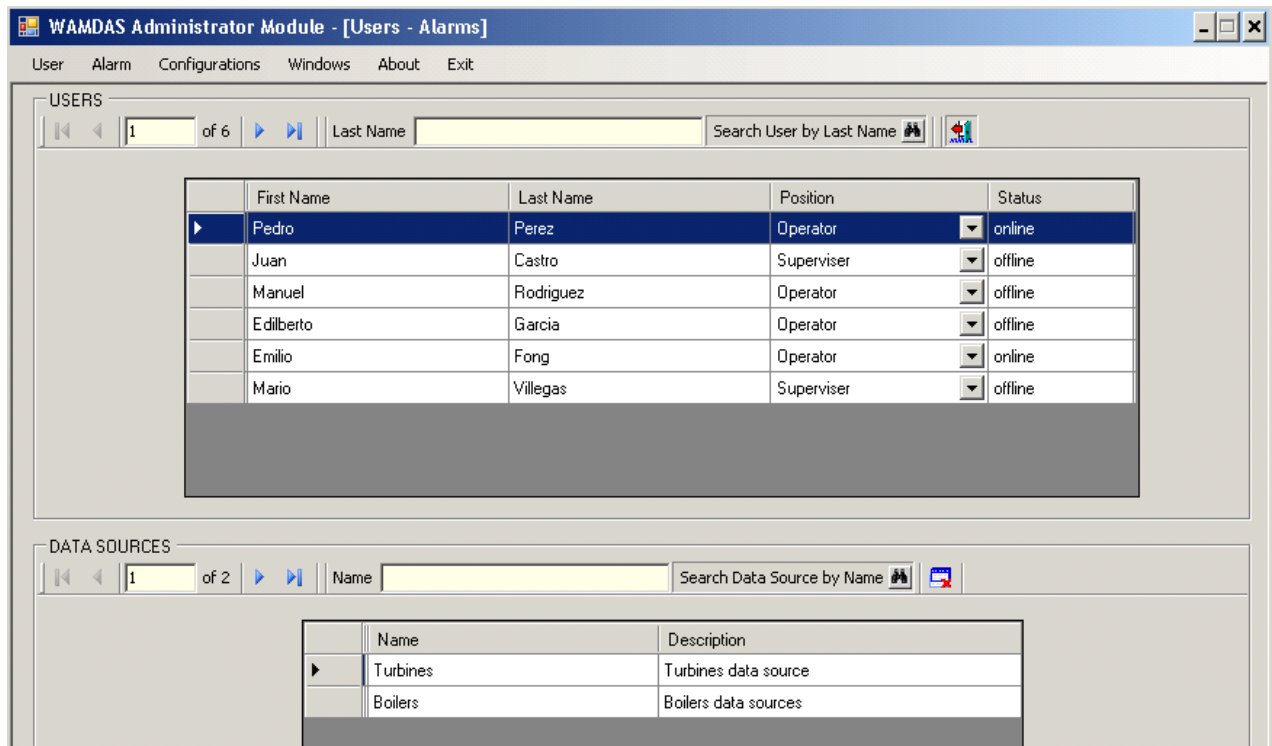 WAMDAS Administrator Module - [Users - Alarms]
User Alarm Configurations Windows About Exit
USERS
1 of 6 Last Name Search User by Last Name
First Name Last Name Position Status
Pedro Perez Operator online
Juan Castro Superviser offline
Manuel Rodriguez Operator offline
Edilberto Garcia Operator offline
Emilio Fong Operator online
Mario Villegas Superviser offline
DATA SOURCES
1 of 2 Name Search Data Source by Name
Name Description
Turbines Turbines data source
Boilers Boilers data sources